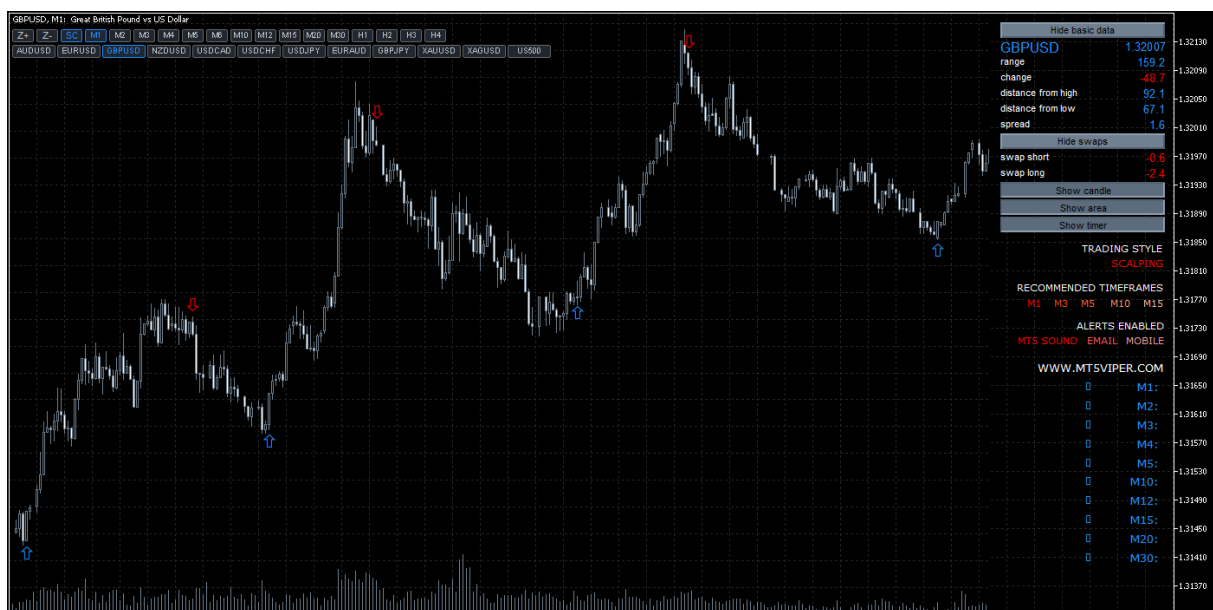 GBPUSD, M1: Great British Pound vs US Dollar
Z+ Z- SC M1 M2 M3 M4 M5 M6 M10 M12 M15 M20 M30 H1 H2 H3 H4
AUDUSD EURUSD GBPUSD NZDUSD USDCAD USDCHF USDJPY EURAUD GBPJPY XAUUSD XAGUSD US500
Hide basic data
GBPUSD 1.32007
range 159.2
change -48.7
distance from high 92.1
distance from low 67.1
spread 1.6
Hide swaps
swap short -0.6
swap long -2.4
Show candle
Show area
Show timer
TRADING STYLE
SCALPING
RECOMMENDED TIMEFRAMES
M1 M3 M5 M10 M15
ALERTS ENABLED
MT5 SOUND EMAIL MOBILE
WWW.MT5VIPER.COM
M1:
M2:
M3:
M4:
M5:
M10:
M12:
M15:
M20:
M30:
1.32130
1.32090
1.32050
1.32010
1.31970
1.31930
1.31890
1.31850
1.31810
1.31770
1.31730
1.31690
1.31650
1.31610
1.31570
1.31530
1.31490
1.31450
1.31410
1.31370